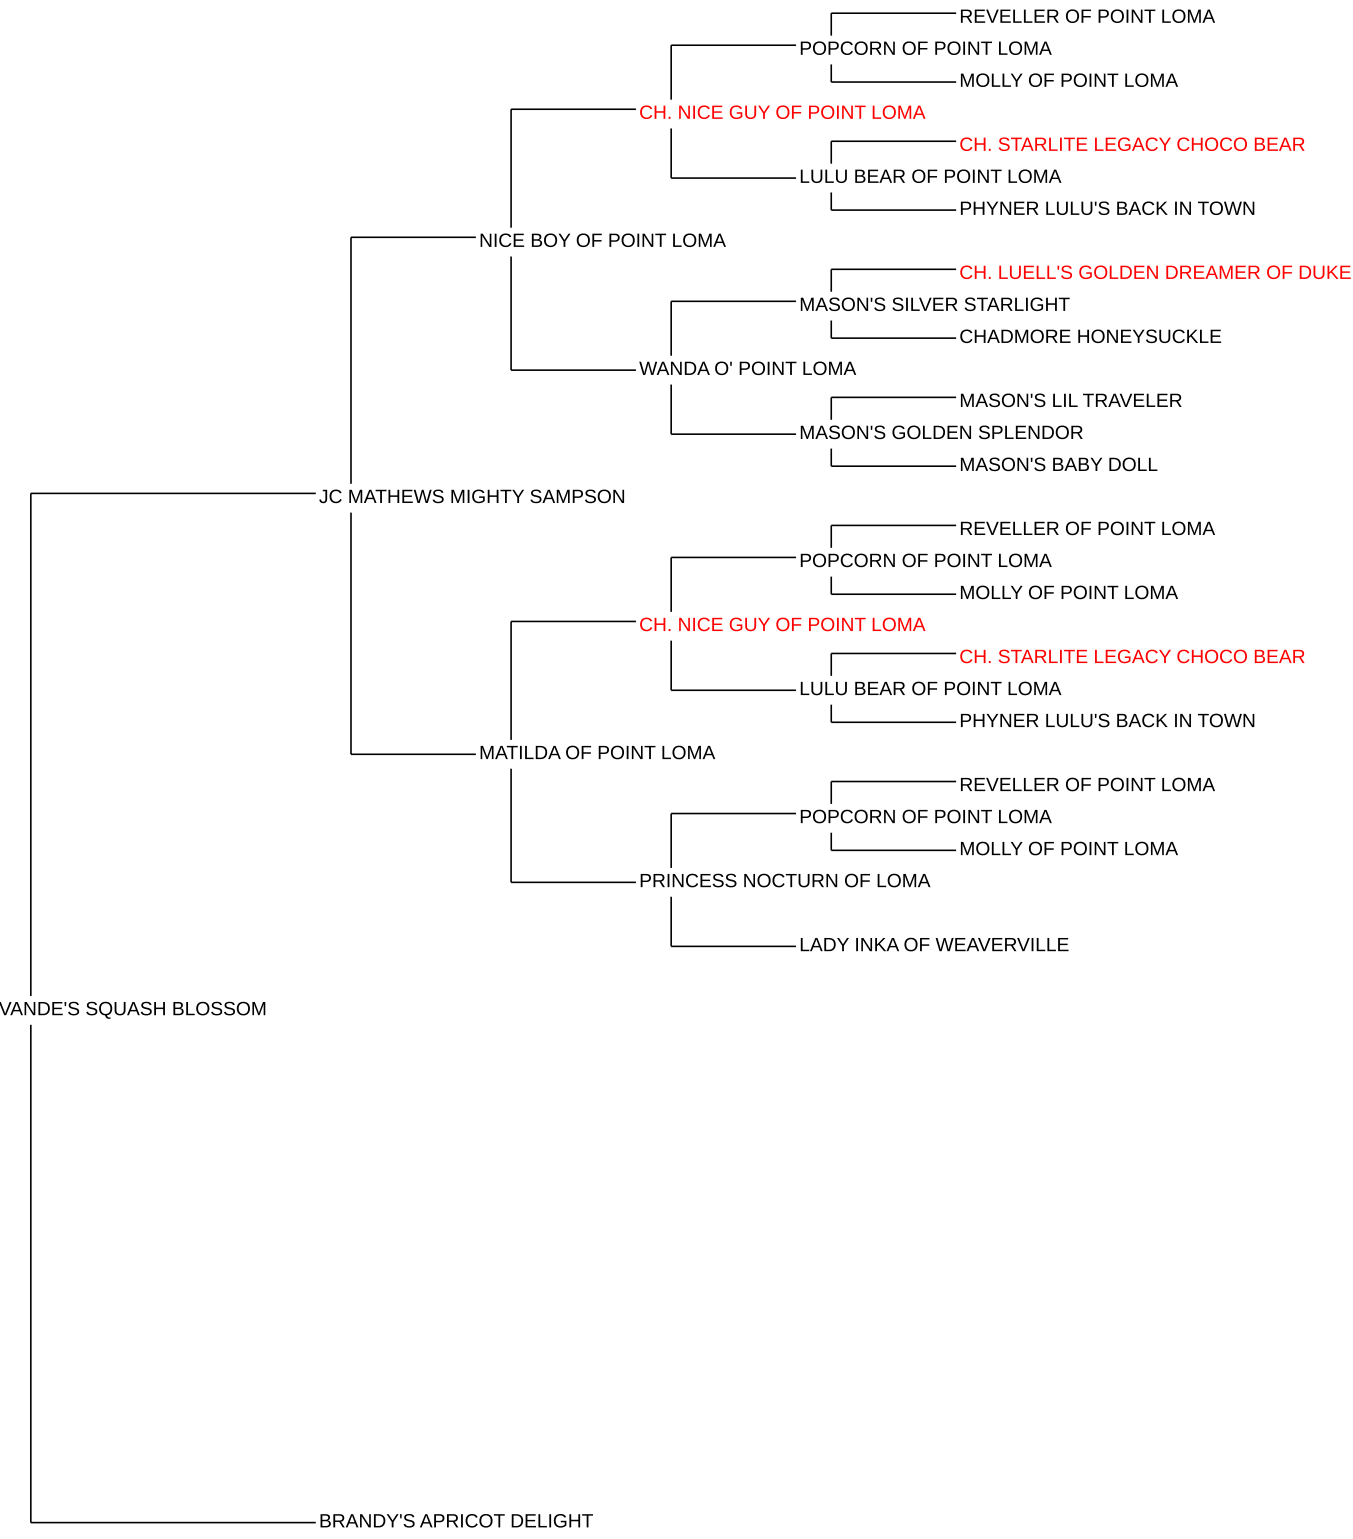 REVELLER OF POINT LOMA
POPCORN OF POINT LOMA
MOLLY OF POINT LOMA
CH. NICE GUY OF POINT LOMA
CH. STARLITE LEGACY CHOCO BEAR
LULU BEAR OF POINT LOMA
PHYNER LULU'S BACK IN TOWN
NICE BOY OF POINT LOMA
CH. LUELL'S GOLDEN DREAMER OF DUKE
MASON'S SILVER STARLIGHT
CHADMORE HONEYSUCKLE
WANDA O' POINT LOMA
MASON'S LIL TRAVELER
MASON'S GOLDEN SPLENDOR
MASON'S BABY DOLL
JC MATHEWS MIGHTY SAMPSON
REVELLER OF POINT LOMA
POPCORN OF POINT LOMA
MOLLY OF POINT LOMA
CH. NICE GUY OF POINT LOMA
CH. STARLITE LEGACY CHOCO BEAR
LULU BEAR OF POINT LOMA
PHYNER LULU'S BACK IN TOWN
MATILDA OF POINT LOMA
REVELLER OF POINT LOMA
POPCORN OF POINT LOMA
MOLLY OF POINT LOMA
PRINCESS NOCTURN OF LOMA
LADY INKA OF WEAVERVILLE
VANDE'S SQUASH BLOSSOM
BRANDY'S APRICOT DELIGHT